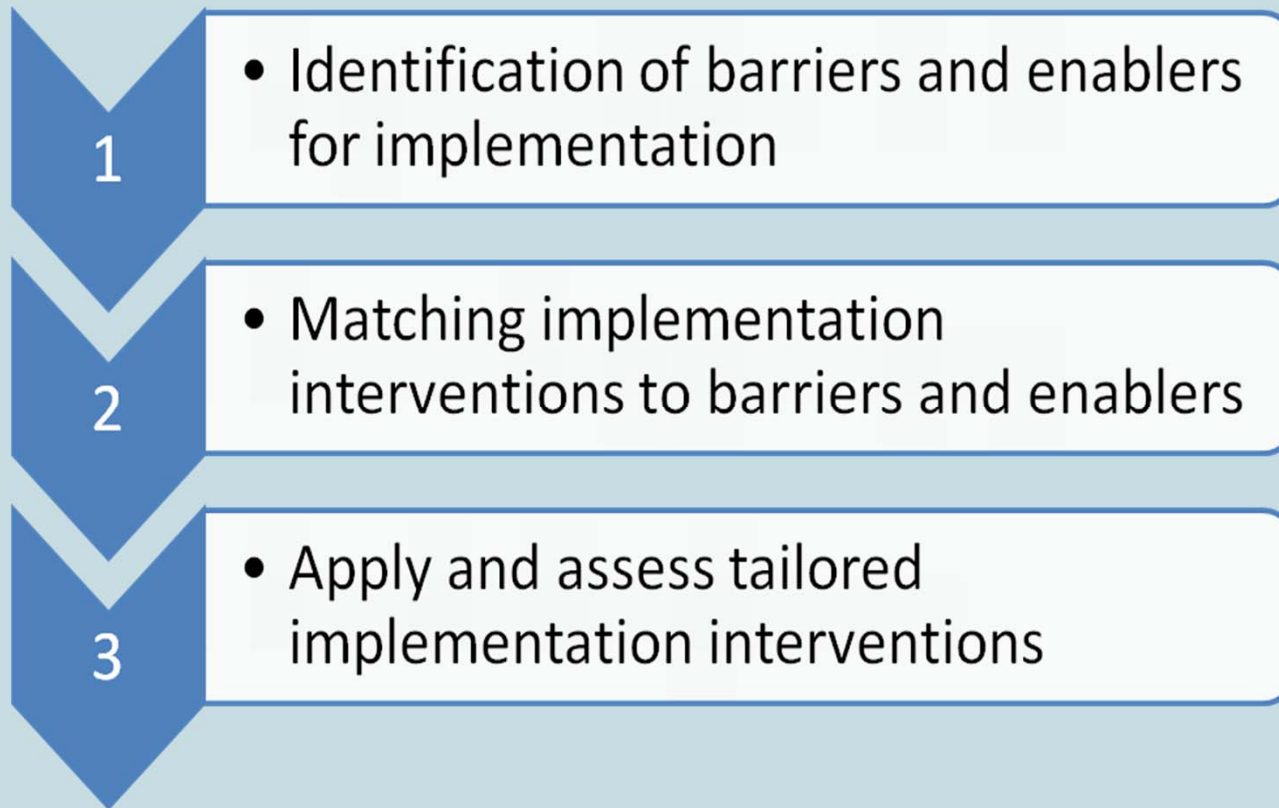 1
• Identification of barriers and enablers
for implementation
2
• Matching implementation
interventions to barriers and enablers
3
• Apply and assess tailored
implementation interventions